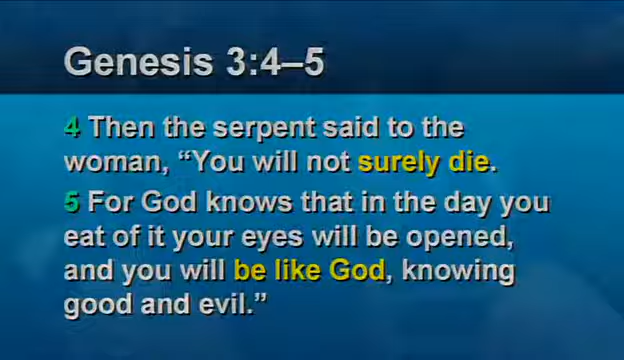 Genesis 3:4–5
4 Then the serpent said to the
woman, “You will not surely die.
5 For God knows that in the day you
eat of it your eyes will be opened,
and you will be like God, knowing
good and evil.”